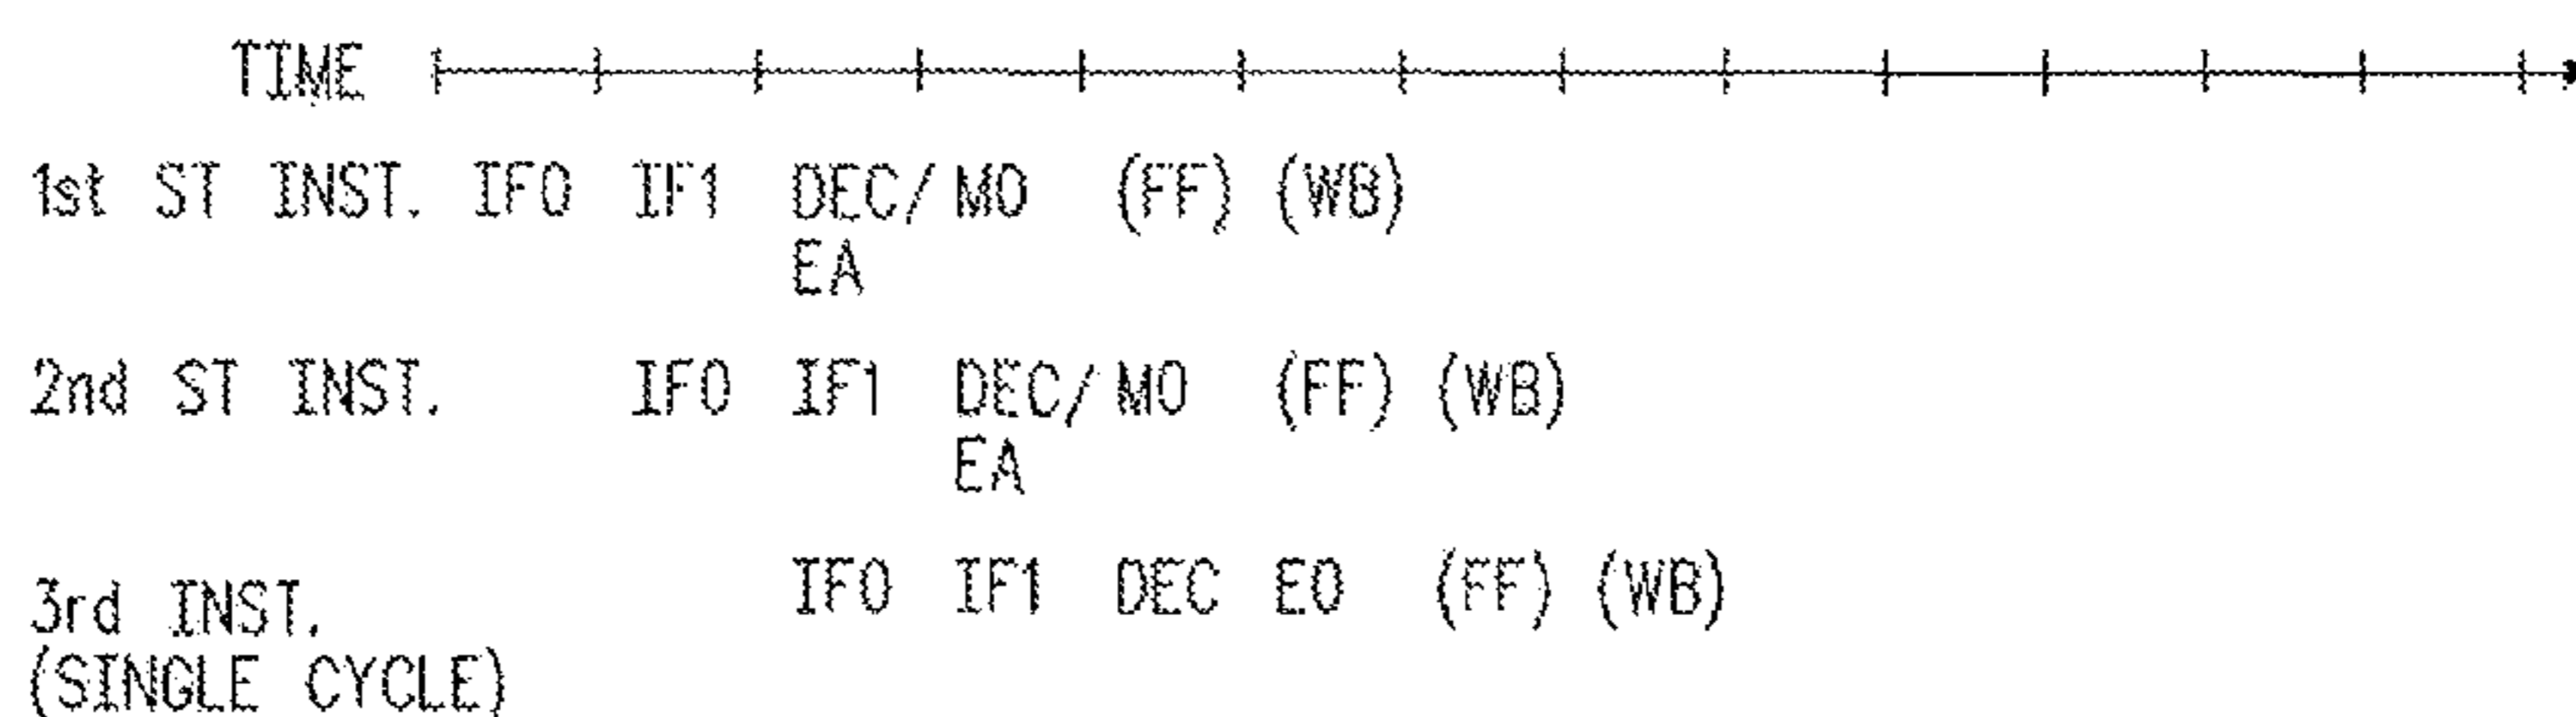 TIME
1st ST INST. IF0 IF1 DEC/ M0 (FF) (WB)
EA
2nd ST INST. IF0 IF1 DEC/ M0 (FF) (WB)
EA
3rd INST. IF0 IF1 DEC E0 (FF) (WB)
(SINGLE CYCLE)